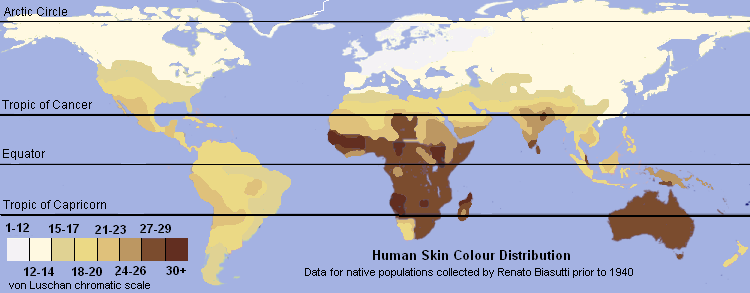 Arctic Circle
Tropic of Cancer
Equator
Tropic of Capricorn
1-12 15-17 21-23 27-29
12-14 18-20 24-26 30+
von Luschan chromatic scale
Human Skin Colour Distribution
Data for native populations collected by Renato Biasutti prior to 1940